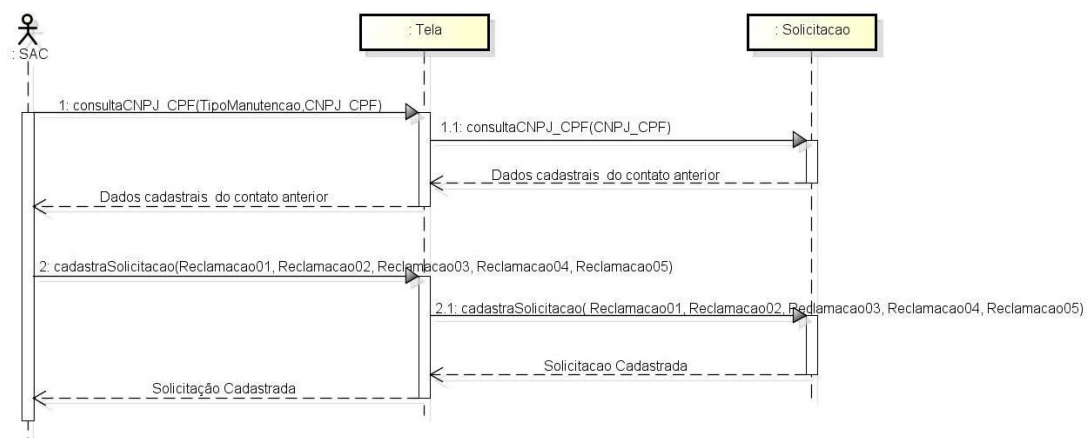 : SAC
: Tela
: Solicitacao
1: consultaCNPJ_CPF(TipoManutencao,CNPJ_CPF)
1.1: consultaCNPJ_CPF(CNPJ_CPF)
Dados cadastrais do contato anterior
Dados cadastrais do contato anterior
2: cadastraSolicitacao(Reclamacao01, Reclamacao02, Reclamacao03, Reclamacao04, Reclamacao05)
2.1: cadastraSolicitacao( Reclamacao01, Reclamacao02, Reclamacao03, Reclamacao04, Reclamacao05)
Solicitacao Cadastrada
Solicitação Cadastrada